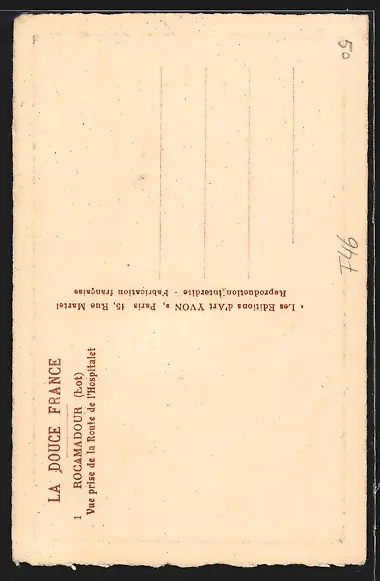 LA DOUCE FRANCE
1 ROCAMADOUR (Lot)
Vue prise de la Route de l'Hospitalet
« Les Editions d'Art YVON », Paris 15, Rue Martel
Reproduction interdite - Fabrication française
50